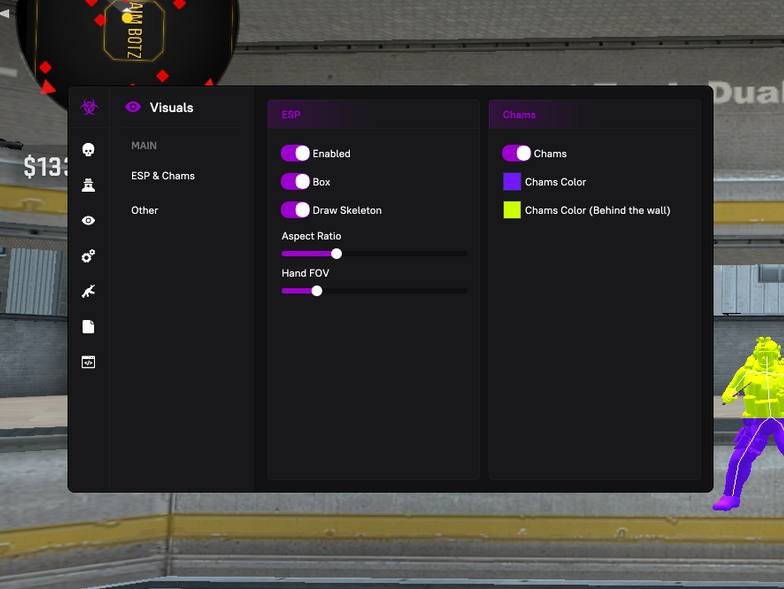 AIM BOTZ
Dual
$133
Visuals
MAIN
ESP & Chams
Other
ESP
Enabled
Box
Draw Skeleton
Aspect Ratio
Hand FOV
Chams
Chams
Chams Color
Chams Color (Behind the wall)